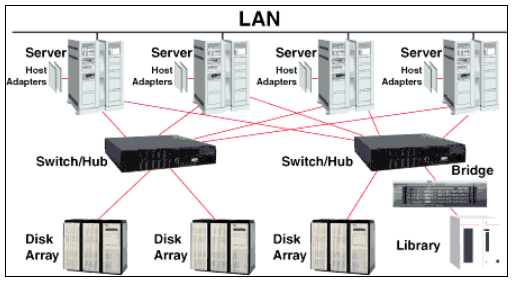 LAN
Server
Host
Adapters
Server
Host
Adapters
Server
Host
Adapters
Server
Host
Adapters
Switch/Hub
Switch/Hub
Bridge
Disk
Array
Disk
Array
Disk
Array
Library